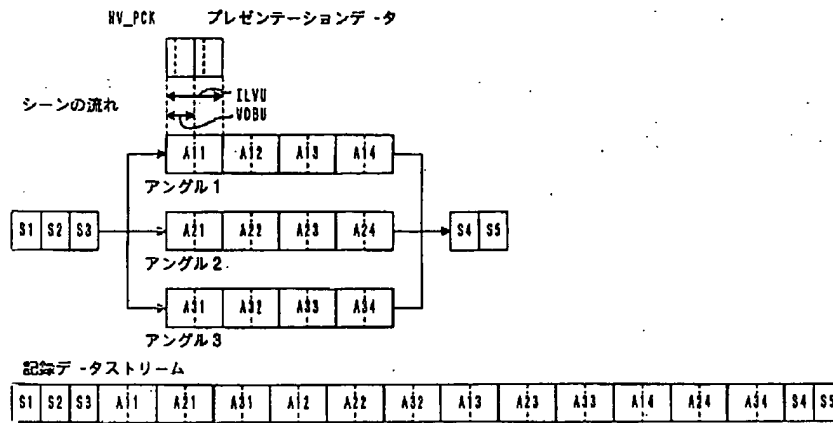 NV_PCK プレゼンテーションデ-タ
シーンの流れ
ILVU
VOBU
A11 A12 A13 A14
アングル1
S1 S2 S3 A21 A22 A23 A24 S4 S5
アングル2
A31 A32 A33 A34
アングル3
記録デ-タストリーム
S1 S2 S3 A11 A21 A31 A12 A22 A32 A13 A23 A33 A14 A24 A34 S4 S5